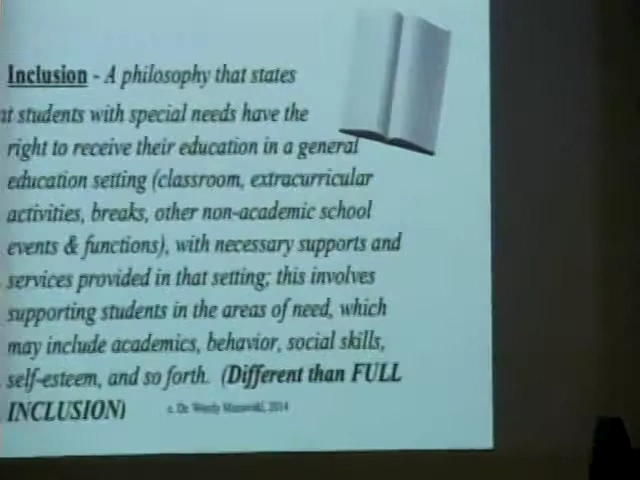 Inclusion - A philosophy that states
students with special needs have the
right to receive their education in a general
education setting (classroom, extracurricular
activities, breaks, other non-academic school
events & functions), with necessary supports and
services provided in that setting; this involves
supporting students in the areas of need, which
may include academics, behavior, social skills,
self-esteem, and so forth. (Different than FULL
INCLUSION)
Dr. Wendy 2014